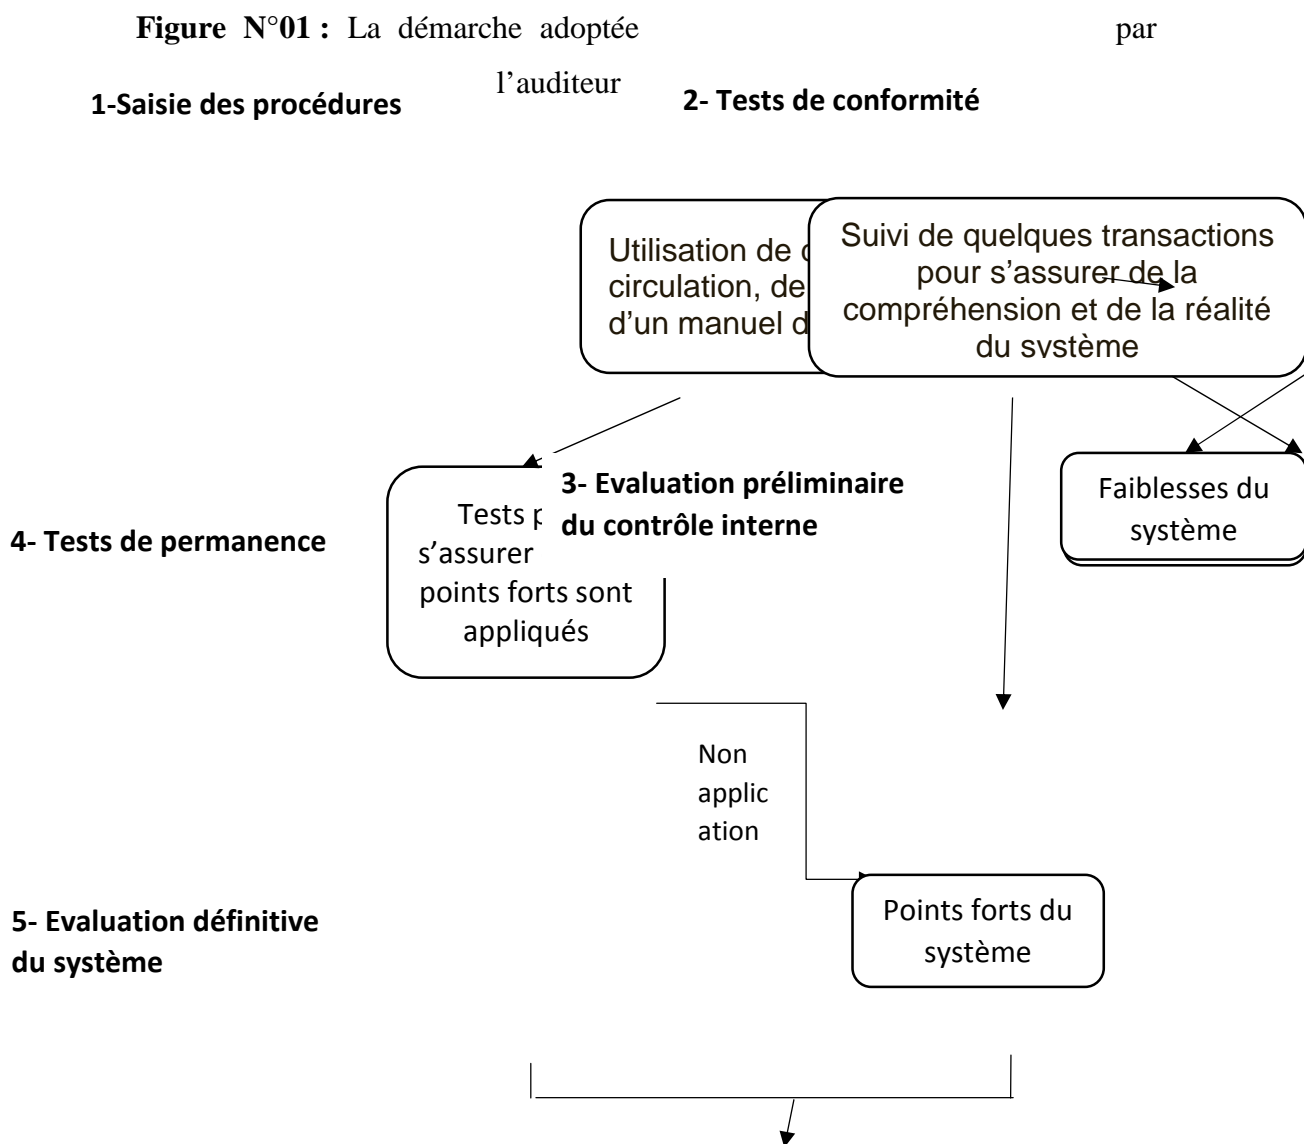 Figure N°01 : La démarche adoptée par
l’auditeur
1-Saisie des procédures
2- Tests de conformité
Utilisation de
circulation, de
d’un manuel
Suivi de quelques transactions
pour s’assurer de la
compréhension et de la réalité
du système
3- Evaluation préliminaire
du contrôle interne
Faiblesses du
système
4- Tests de permanence
Tests
s’assurer
points forts sont
appliqués
Non
applic
ation
5- Evaluation définitive
du système
Points forts du
système